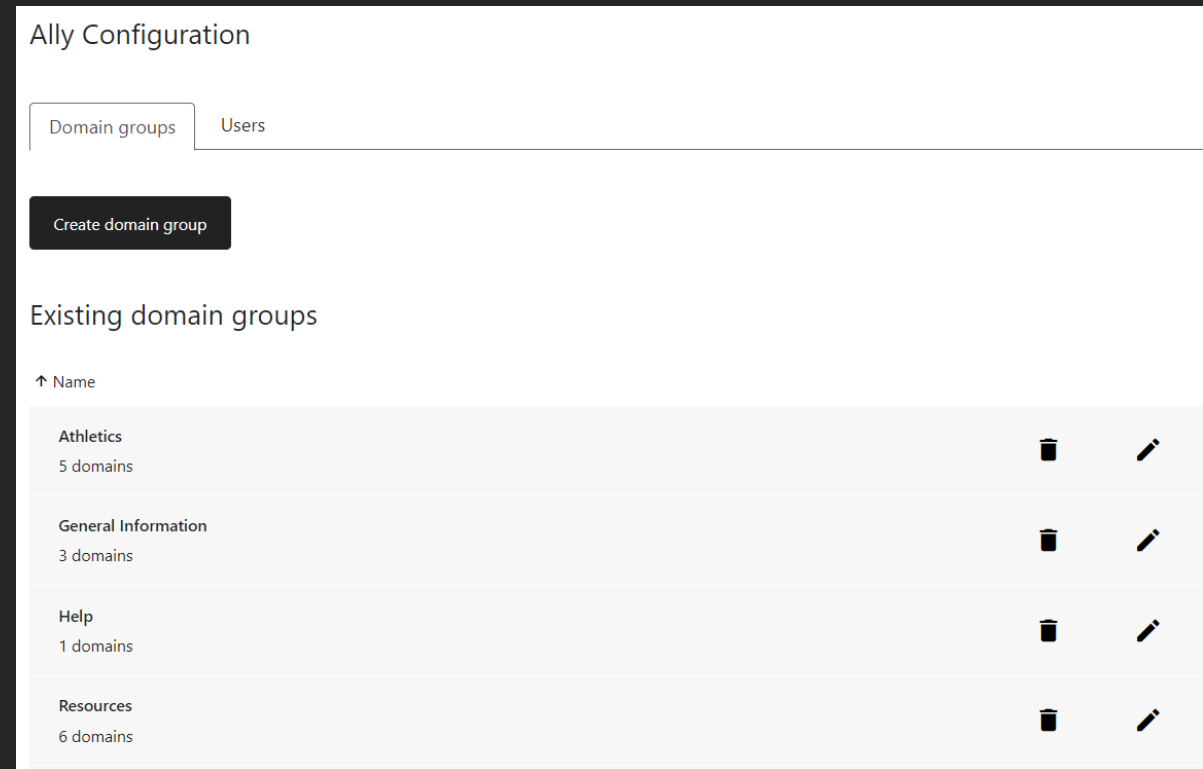 Ally Configuration
Domain groups
Users
Create domain group
Existing domain groups
↑ Name
Athletics
5 domains
General Information
3 domains
Help
1 domains
Resources
6 domains